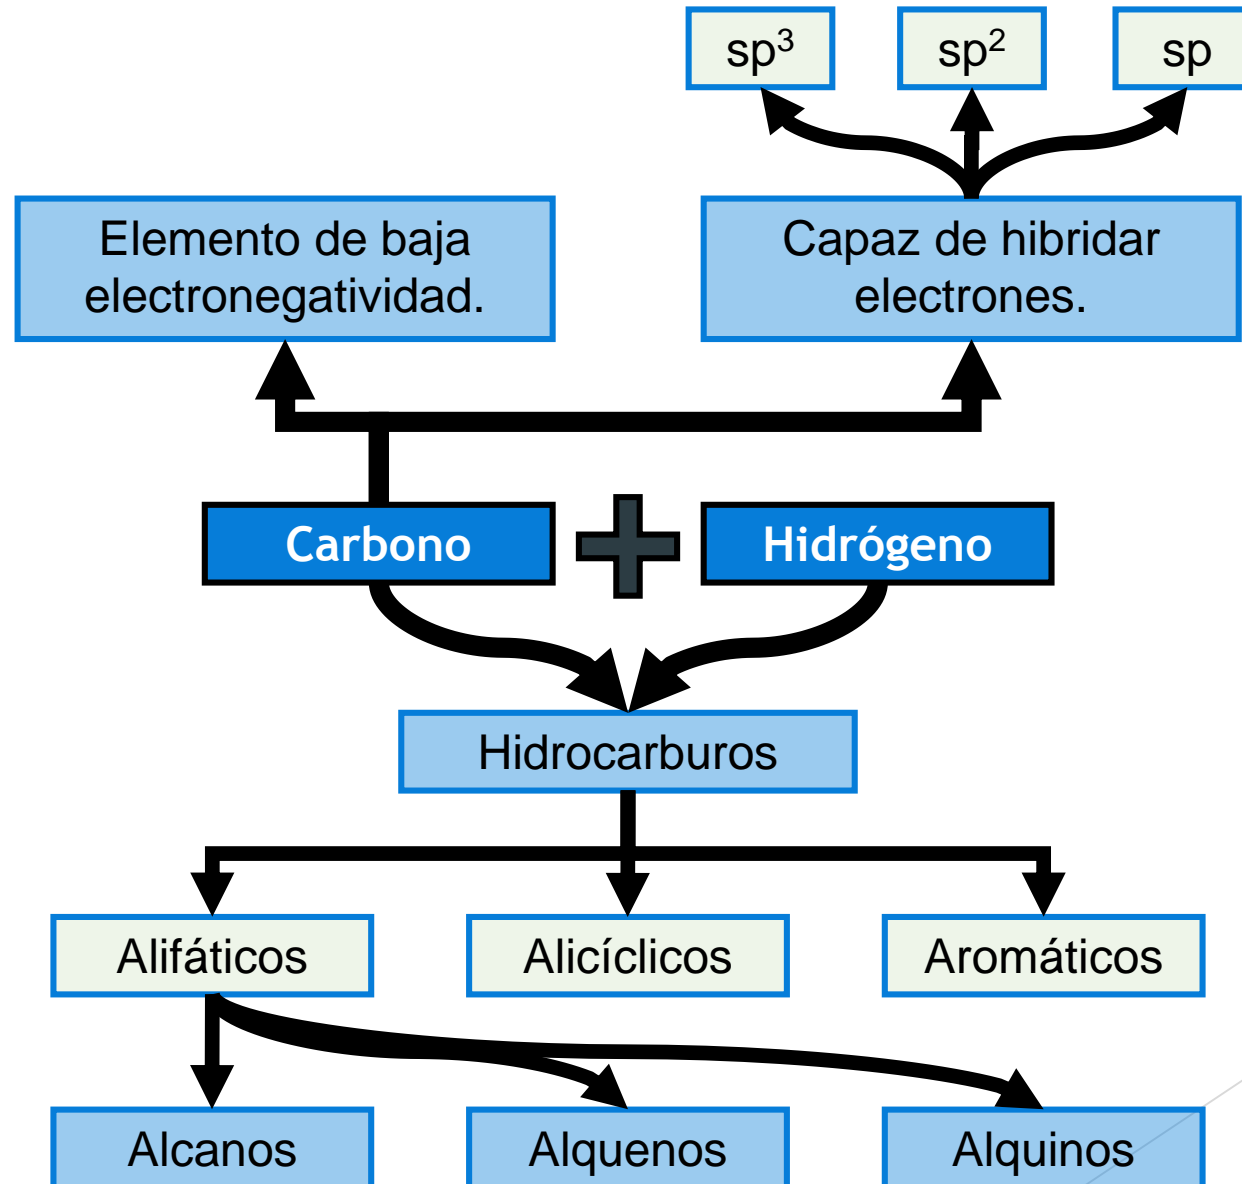 sp³ sp² sp
Elemento de baja
electronegatividad.
Capaz de hibridar
electrones.
Carbono
Hidrógeno
Hidrocarburos
Alifáticos
Alicíclicos
Aromáticos
Alcanos
Alquenos
Alquinos